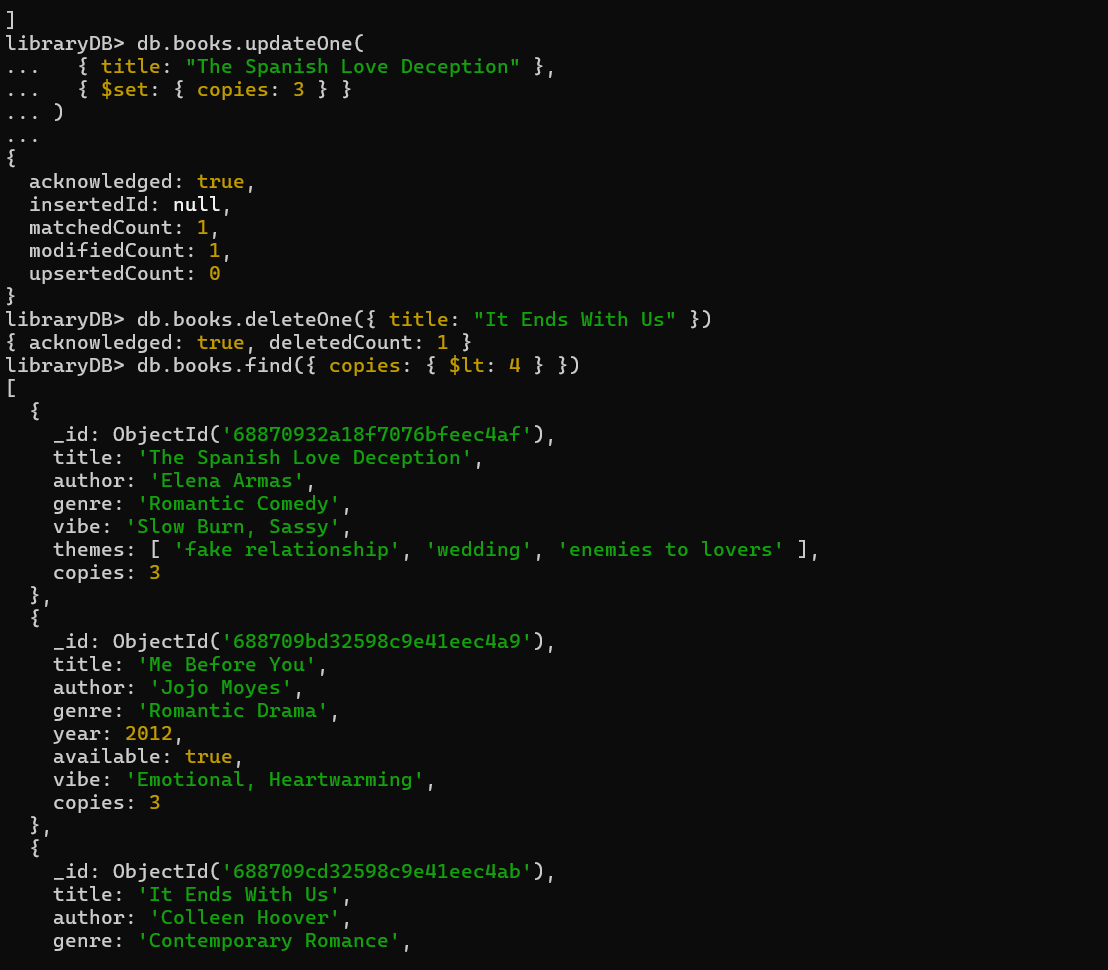 ]
libraryDB> db.books.updateOne(
...   { title: "The Spanish Love Deception" },
...   { $set: { copies: 3 } }
... )
...
{
  acknowledged: true,
  insertedId: null,
  matchedCount: 1,
  modifiedCount: 1,
  upsertedCount: 0
}
libraryDB> db.books.deleteOne({ title: "It Ends With Us" })
{ acknowledged: true, deletedCount: 1 }
libraryDB> db.books.find({ copies: { $lt: 4 } })
[
  {
    _id: ObjectId('68870932a18f7076bfeec4af'),
    title: 'The Spanish Love Deception',
    author: 'Elena Armas',
    genre: 'Romantic Comedy',
    vibe: 'Slow Burn, Sassy',
    themes: [ 'fake relationship', 'wedding', 'enemies to lovers' ],
    copies: 3
  },
  {
    _id: ObjectId('688709bd32598c9e41eec4a9'),
    title: 'Me Before You',
    author: 'Jojo Moyes',
    genre: 'Romantic Drama',
    year: 2012,
    available: true,
    vibe: 'Emotional, Heartwarming',
    copies: 3
  },
  {
    _id: ObjectId('688709cd32598c9e41eec4ab'),
    title: 'It Ends With Us',
    author: 'Colleen Hoover',
    genre: 'Contemporary Romance',